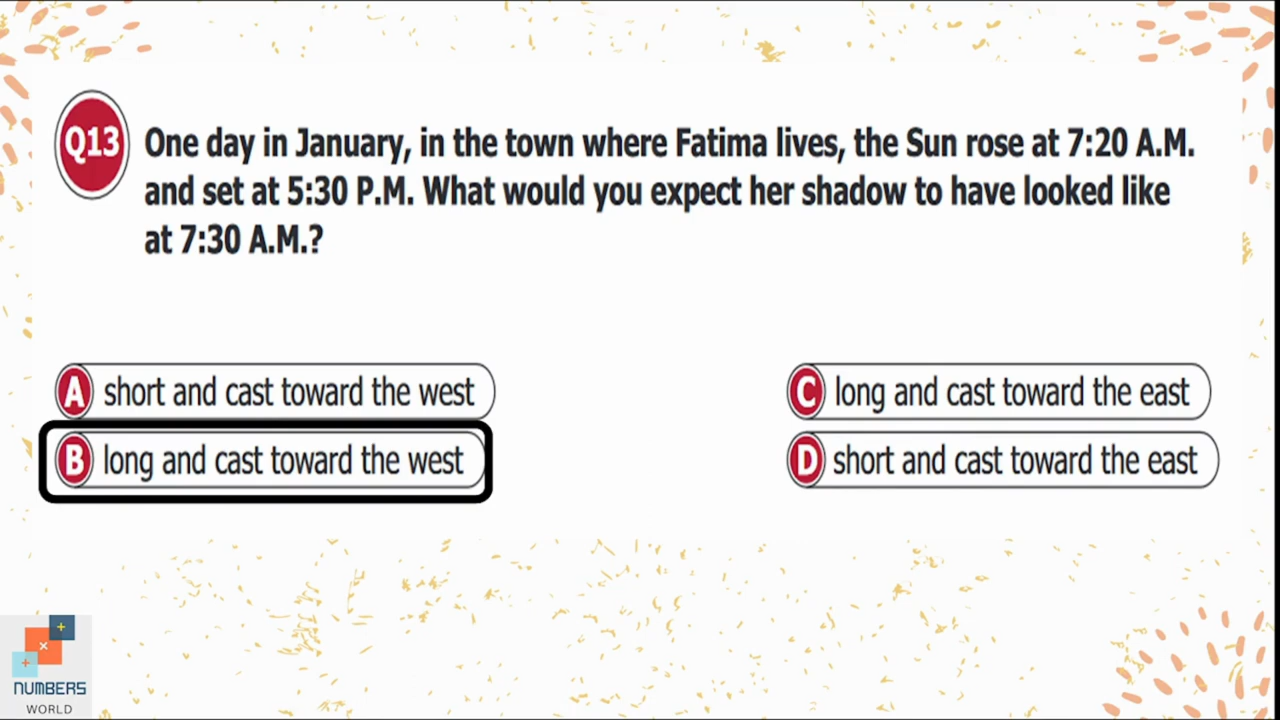 Q13 One day in January, in the town where Fatima lives, the Sun rose at 7:20 A.M.
and set at 5:30 P.M. What would you expect her shadow to have looked like
at 7:30 A.M.?
A short and cast toward the west
B long and cast toward the west
C long and cast toward the east
D short and cast toward the east
NUMBERS
WORLD